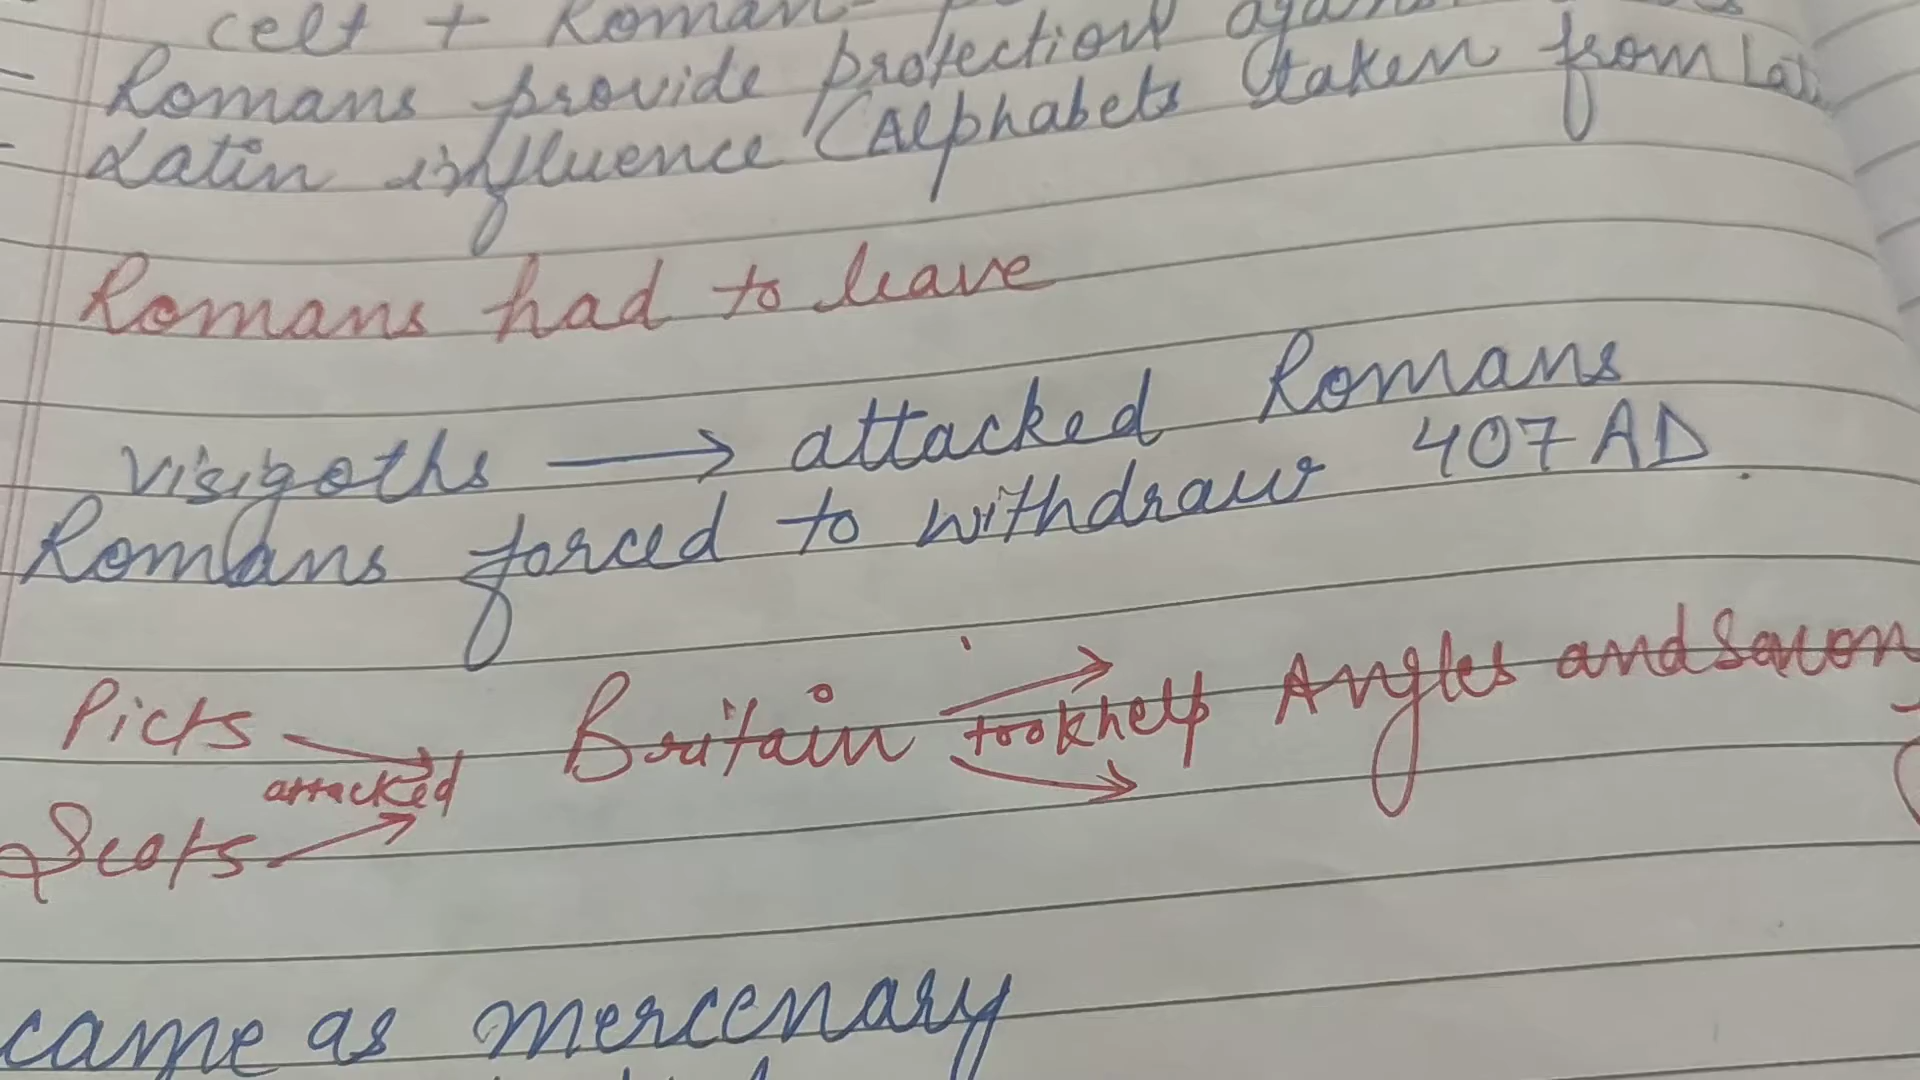 celt + Roman
Romans provide protection
Latin influence (Alphabets taken from
Romans had to leave
Visigoths → attacked Romans
Romans forced to withdraw 407 AD.
Picts → Britain → took help Angles and Saxon
attacked
Scots →
came as mercenary